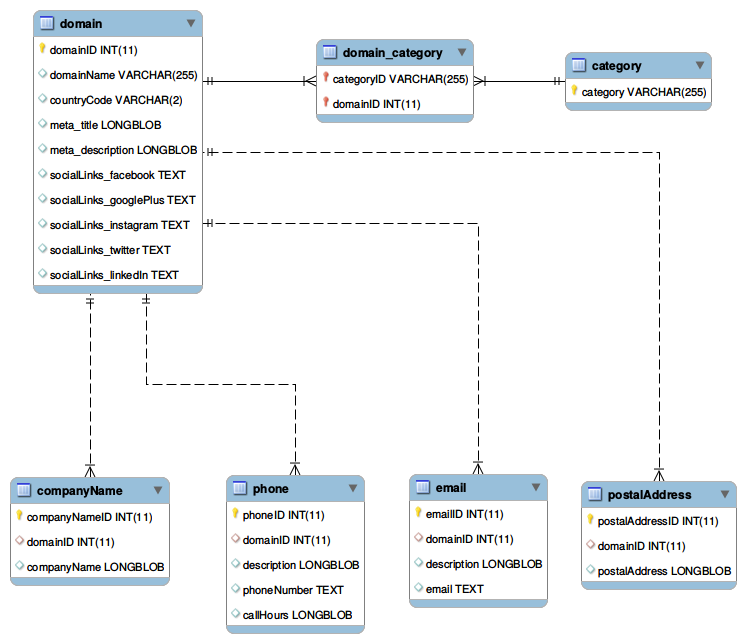 domain
domainID INT(11)
domainName VARCHAR(255)
countryCode VARCHAR(2)
meta_title LONGBLOB
meta_description LONGBLOB
socialLinks_facebook TEXT
socialLinks_googlePlus TEXT
socialLinks_instagram TEXT
socialLinks_twitter TEXT
socialLinks_linkedIn TEXT
domain_category
categoryID VARCHAR(255)
domainID INT(11)
category
category VARCHAR(255)
companyName
companyNameID INT(11)
domainID INT(11)
companyName LONGBLOB
phone
phoneID INT(11)
domainID INT(11)
description LONGBLOB
phoneNumber TEXT
callHours LONGBLOB
email
emailID INT(11)
domainID INT(11)
description LONGBLOB
email TEXT
postalAddress
postalAddressID INT(11)
domainID INT(11)
postalAddress LONGBLOB